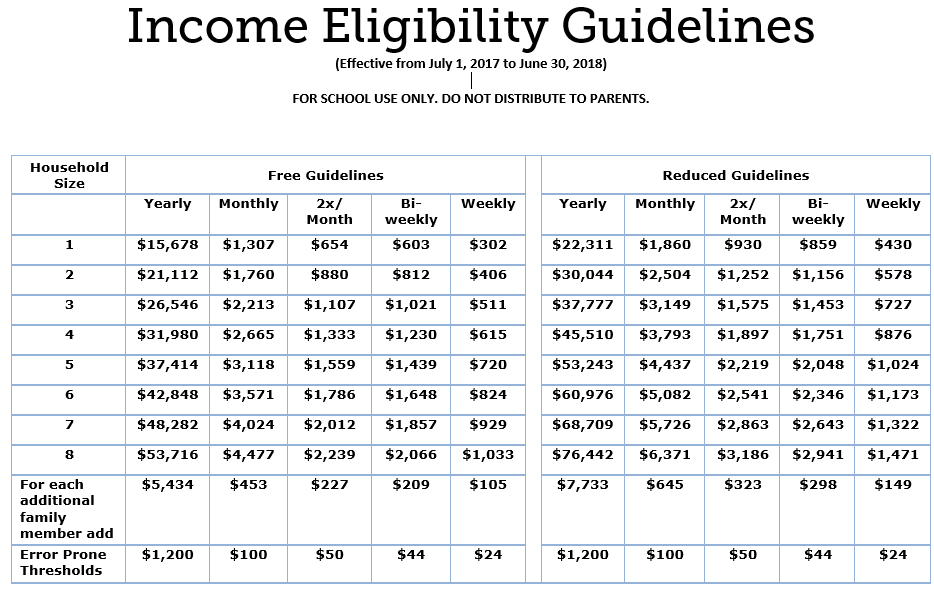 Income Eligibility Guidelines
(Effective from July 1, 2017 to June 30, 2018)
FOR SCHOOL USE ONLY. DO NOT DISTRIBUTE TO PARENTS.
Household Size Free Guidelines Reduced Guidelines
Yearly Monthly 2x/ Month Bi-weekly Weekly Yearly Monthly 2x/ Month Bi-weekly Weekly
1 $15,678 $1,307 $654 $603 $302 $22,311 $1,860 $930 $859 $430
2 $21,112 $1,760 $880 $812 $406 $30,044 $2,504 $1,252 $1,156 $578
3 $26,546 $2,213 $1,107 $1,021 $511 $37,777 $3,149 $1,575 $1,453 $727
4 $31,980 $2,665 $1,333 $1,230 $615 $45,510 $3,793 $1,897 $1,751 $876
5 $37,414 $3,118 $1,559 $1,439 $720 $53,243 $4,437 $2,219 $2,048 $1,024
6 $42,848 $3,571 $1,786 $1,648 $824 $60,976 $5,082 $2,541 $2,346 $1,173
7 $48,282 $4,024 $2,012 $1,857 $929 $68,709 $5,726 $2,863 $2,643 $1,322
8 $53,716 $4,477 $2,239 $2,066 $1,033 $76,442 $6,371 $3,186 $2,941 $1,471
For each additional family member add $5,434 $453 $227 $209 $105 $7,733 $645 $323 $298 $149
Error Prone Thresholds $1,200 $100 $50 $44 $24 $1,200 $100 $50 $44 $24